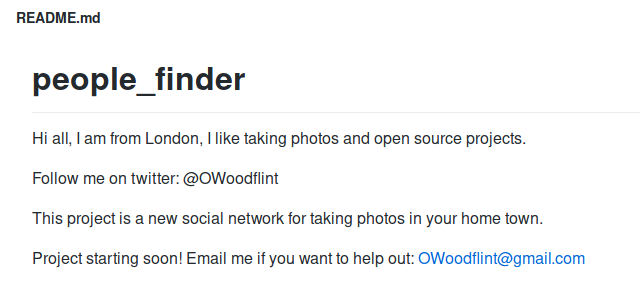 README.md
people_finder
Hi all, I am from London, I like taking photos and open source projects.
Follow me on twitter: @OWoodflint
This project is a new social network for taking photos in your home town.
Project starting soon! Email me if you want to help out: OWoodflint@gmail.com